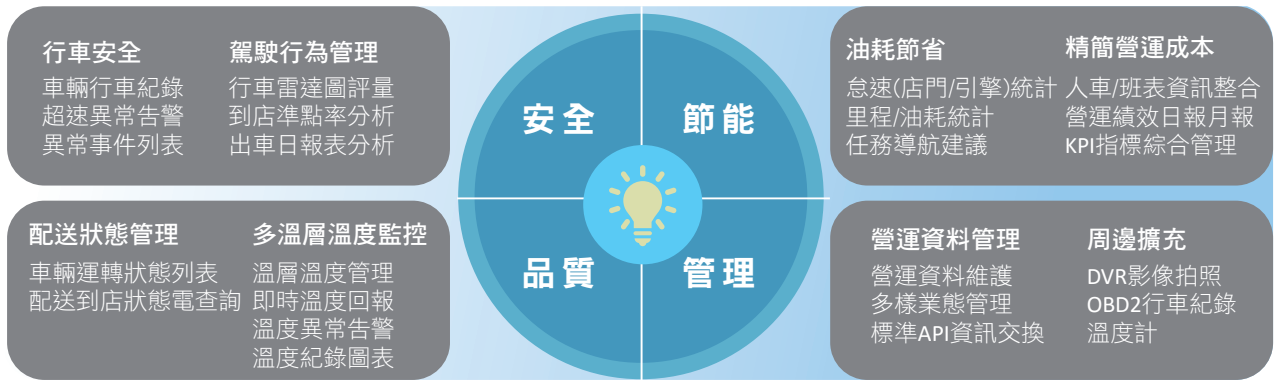 行車安全
車輛行車紀錄
超速異常告警
異常事件列表
駕駛行為管理
行車雷達圖評量
到店準點率分析
出車日報表分析
安全
節能
品質
管理
油耗節省
怠速(店門/引擎)統計
里程/油耗統計
任務導航建議
精簡營運成本
人車/班表資訊整合
營運績效日報月報
KPI指標綜合管理
配送狀態管理
車輛運轉狀態列表
配送到店狀態電查詢
多溫層溫度監控
溫層溫度管理
即時溫度回報
溫度異常告警
溫度紀錄圖表
營運資料管理
營運資料維護
多樣業態管理
標準API資訊交換
周邊擴充
DVR影像拍照
OBD2行車紀錄
溫度計